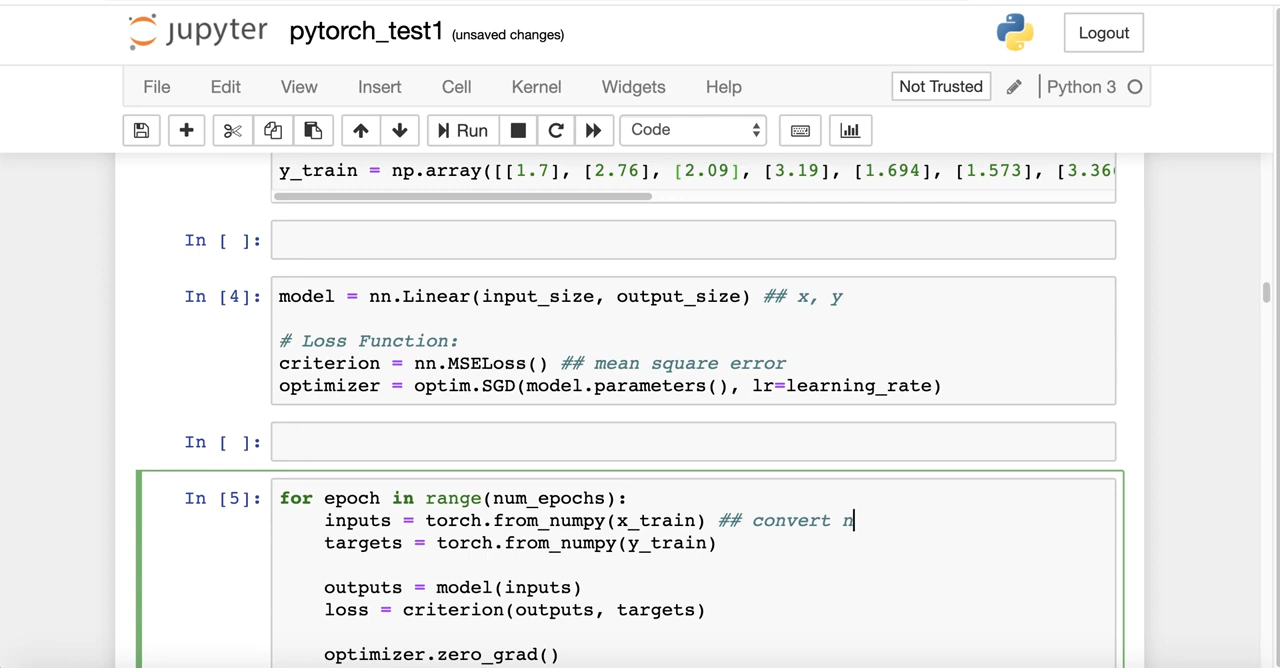 jupyter pytorch_test1 (unsaved changes) Logout
File Edit View Insert Cell Kernel Widgets Help Not Trusted Python 3
Run Code
y_train = np.array([[1.7], [2.76], [2.09], [3.19], [1.694], [1.573], [3.36
In [ ]:
In [4]: model = nn.Linear(input_size, output_size) ## x, y
# Loss Function:
criterion = nn.MSELoss() ## mean square error
optimizer = optim.SGD(model.parameters(), lr=learning_rate)
In [ ]:
In [5]: for epoch in range(num_epochs):
inputs = torch.from_numpy(x_train) ## convert n
targets = torch.from_numpy(y_train)
outputs = model(inputs)
loss = criterion(outputs, targets)
optimizer.zero_grad()